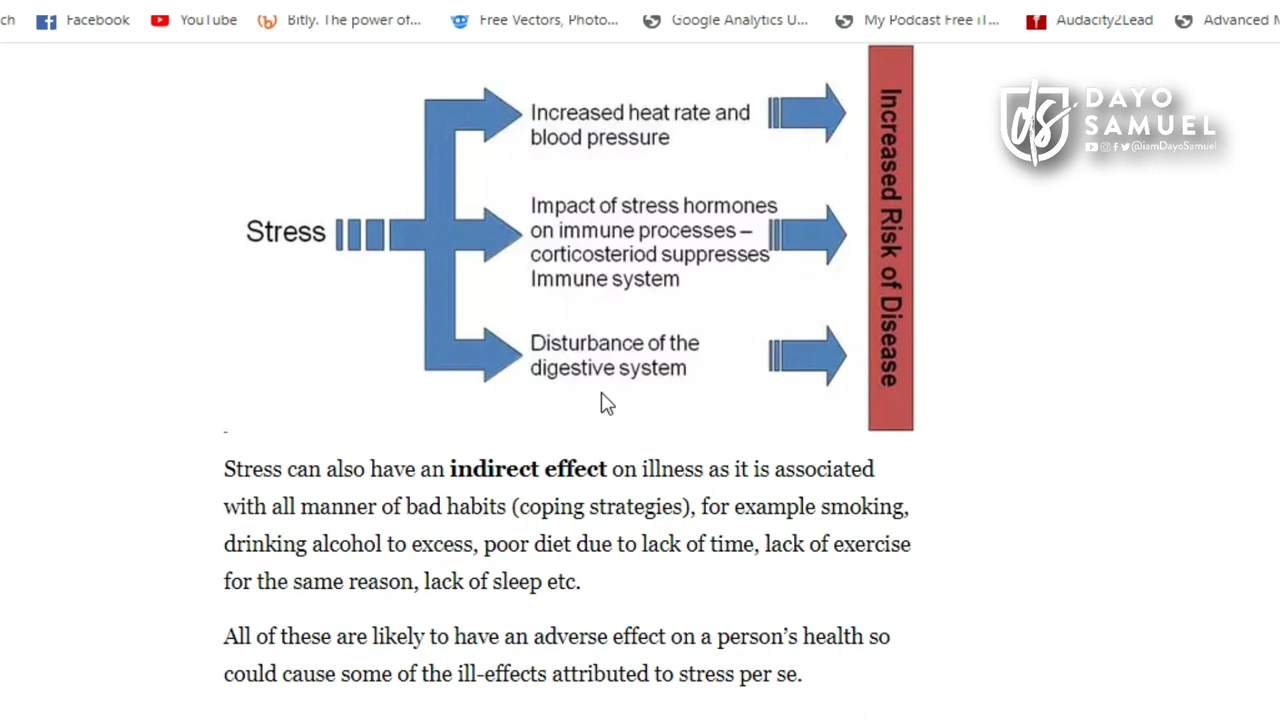 ch Facebook YouTube Bitly. The power of... Free Vectors, Photo... Google Analytics U... My Podcast Free iT... Audacity2Lead Advanced M
DAYO
SAMUEL
@iamDayoSamuel
Increased heat rate and
blood pressure
Stress
Impact of stress hormones
on immune processes –
corticosteriod suppresses
Immune system
Disturbance of the
digestive system
Increased Risk of Disease
Stress can also have an indirect effect on illness as it is associated
with all manner of bad habits (coping strategies), for example smoking,
drinking alcohol to excess, poor diet due to lack of time, lack of exercise
for the same reason, lack of sleep etc.
All of these are likely to have an adverse effect on a person’s health so
could cause some of the ill-effects attributed to stress per se.